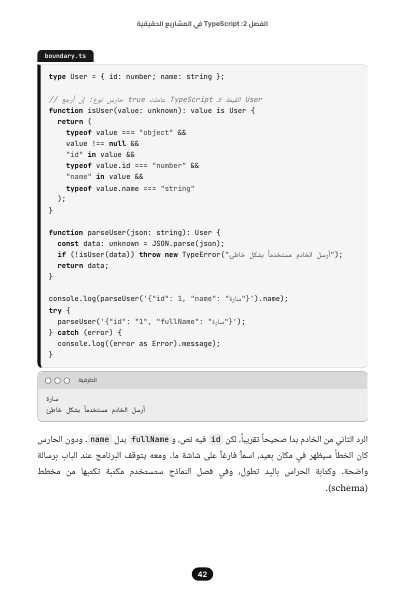 الفصل 2: TypeScript في المشاريع الحقيقية
boundary.ts
type User = { id: number; name: string };
// حارس نوع: إن أرجع true عاملت TypeScript القيمة كـ User
function isUser(value: unknown): value is User {
  return (
    typeof value === "object" &&
    value !== null &&
    "id" in value &&
    typeof value.id === "number" &&
    "name" in value &&
    typeof value.name === "string"
  );
}
function parseUser(json: string): User {
  const data: unknown = JSON.parse(json);
  if (!isUser(data)) throw new TypeError("أرسل الخادم مستخدماً بشكل خاطئ");
  return data;
}
console.log(parseUser('{"id": 1, "name": "سارة"}').name);
try {
  parseUser('{"id": "1", "fullName": "سارة"}');
} catch (error) {
  console.log((error as Error).message);
}
الطرفية
سارة
أرسل الخادم مستخدماً بشكل خاطئ
الرد الثاني من الخادم بدا صحيحاً تقريباً، لكن id فيه نص، و fullName بدل name. ودون الحارس
كان الخطأ سيظهر في مكان بعيد، اسماً فارغاً على شاشة ما. ومعه يتوقف البرنامج عند الباب برسالة
واضحة. وكتابة الحراس باليد تطول، وفي فصل النماذج ستستخدم مكتبة تكتبها من مخطط
(schema).
42